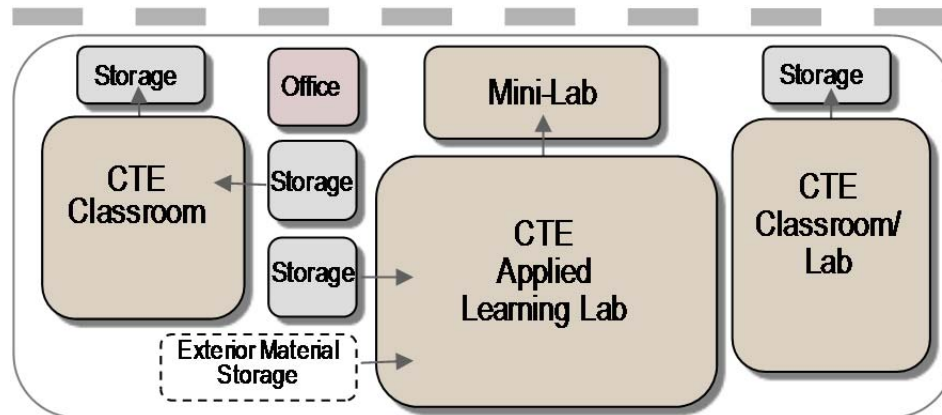 Storage
Office
Mini-Lab
Storage
CTE
Classroom
Storage
Storage
CTE
Applied
Learning Lab
CTE
Classroom/
Lab
Exterior Material
Storage